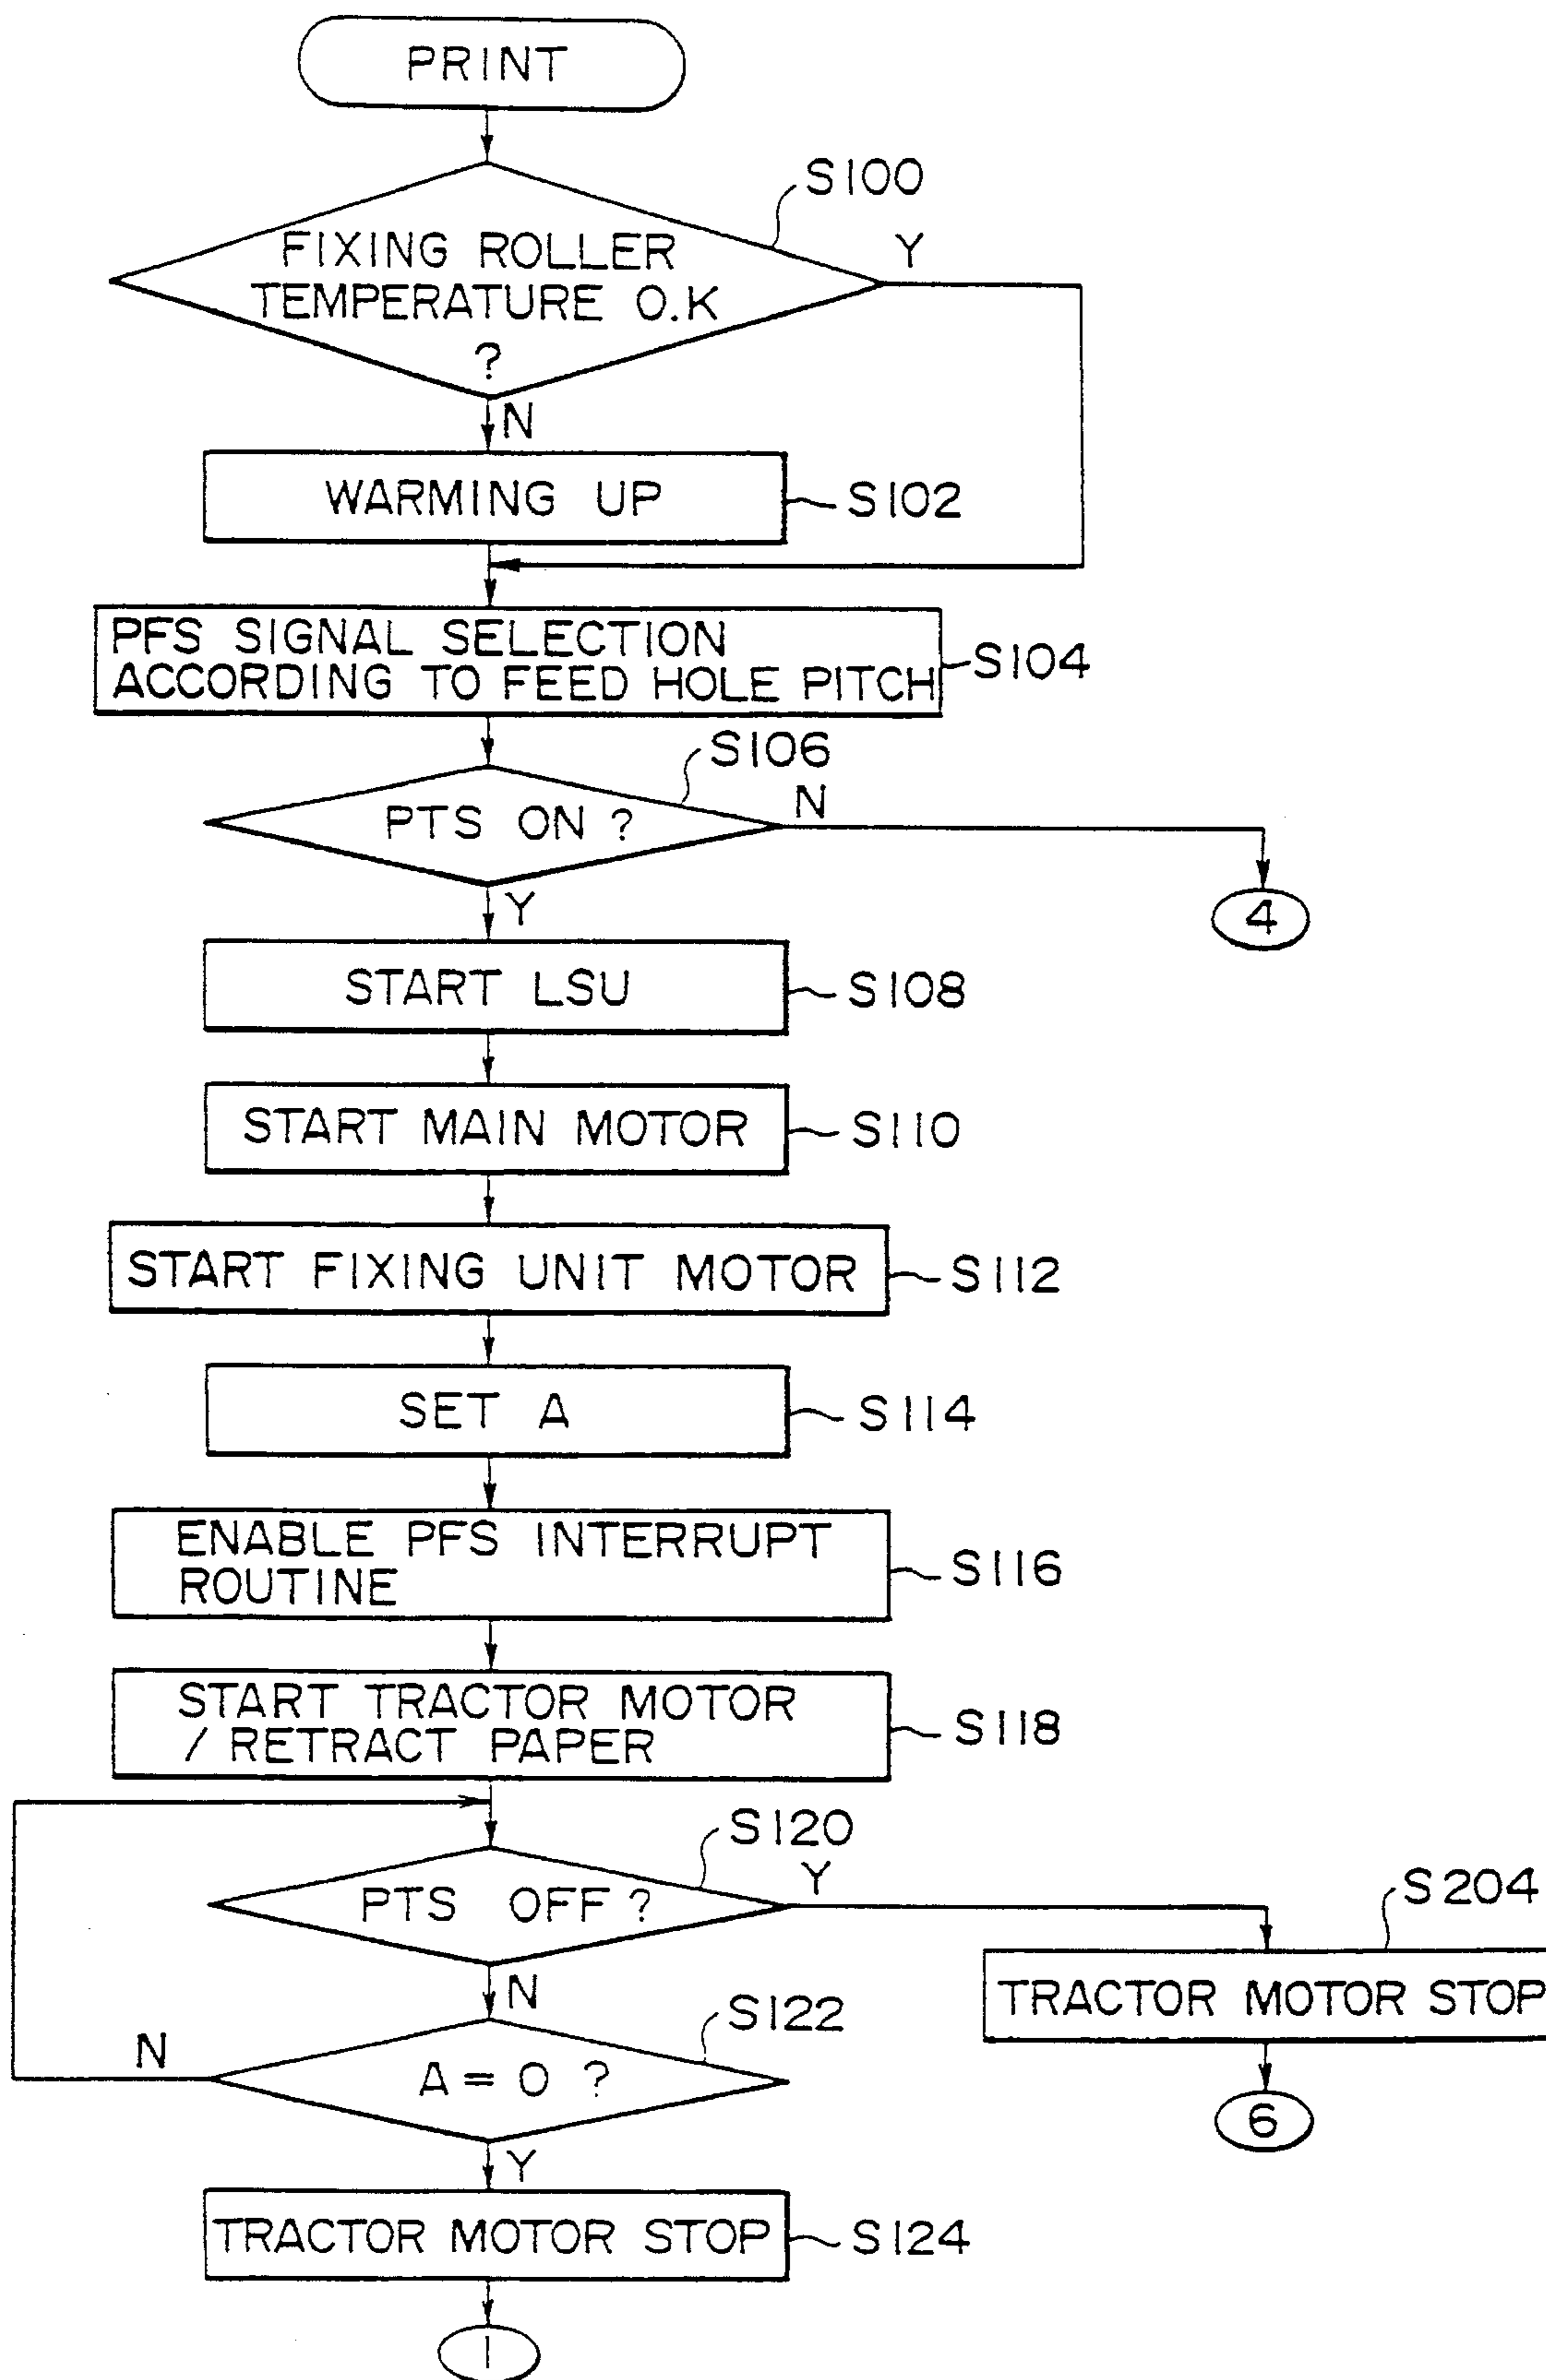 PRINT
S100
FIXING ROLLER
TEMPERATURE O.K
?
Y
N
WARMING UP
S102
PFS SIGNAL SELECTION
ACCORDING TO FEED HOLE PITCH
S104
S106
PTS ON ?
N
Y
4
START LSU
S108
START MAIN MOTOR
S110
START FIXING UNIT MOTOR
S112
SET A
S114
ENABLE PFS INTERRUPT
ROUTINE
S116
START TRACTOR MOTOR
/ RETRACT PAPER
S118
S120
PTS OFF ?
Y
S204
TRACTOR MOTOR STOP
N
S122
N
A = 0 ?
6
Y
TRACTOR MOTOR STOP
S124
1